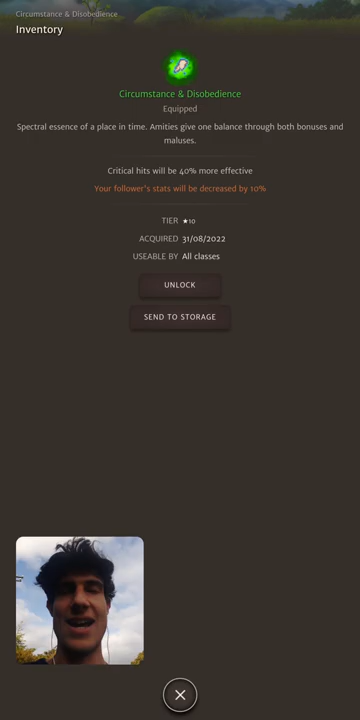 Circumstance & Disobedience
Inventory
Circumstance & Disobedience
Equipped
Spectral essence of a place in time. Amities give one balance through both bonuses and
maluses.
Critical hits will be 40% more effective
Your follower's stats will be decreased by 10%
TIER ★10
ACQUIRED 31/08/2022
USEABLE BY All classes
UNLOCK
SEND TO STORAGE